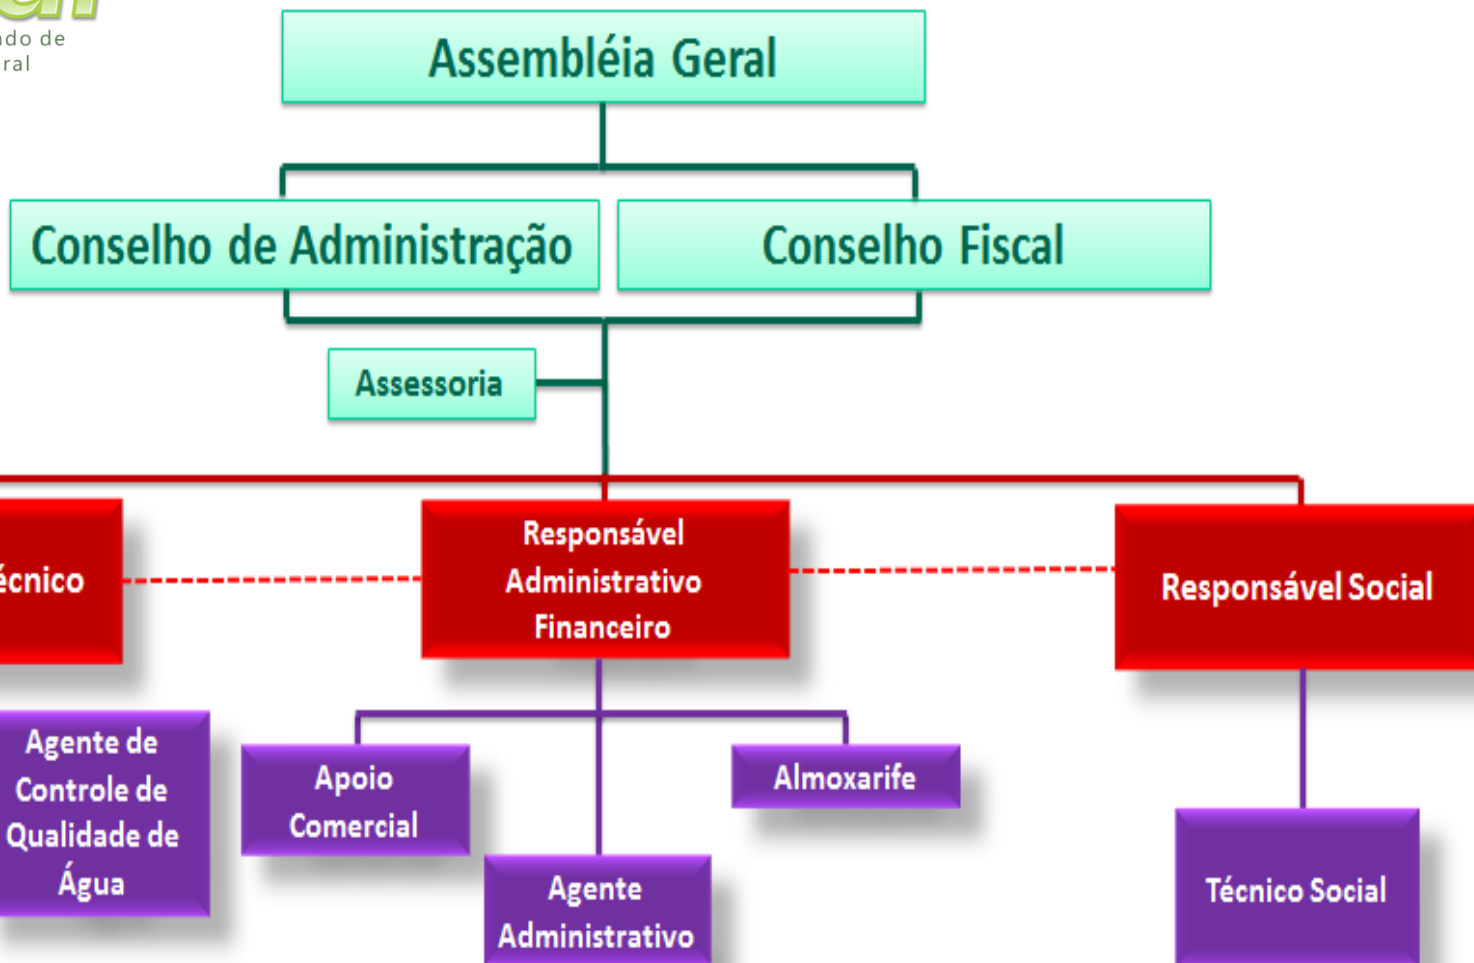 do de
ral
Assembléia Geral
Conselho de Administração
Conselho Fiscal
Assessoria
écnico
Responsável
Administrativo
Financeiro
Responsável Social
Agente de
Controle de
Qualidade de
Água
Apoio
Comercial
Almoxarife
Agente
Administrativo
Técnico Social